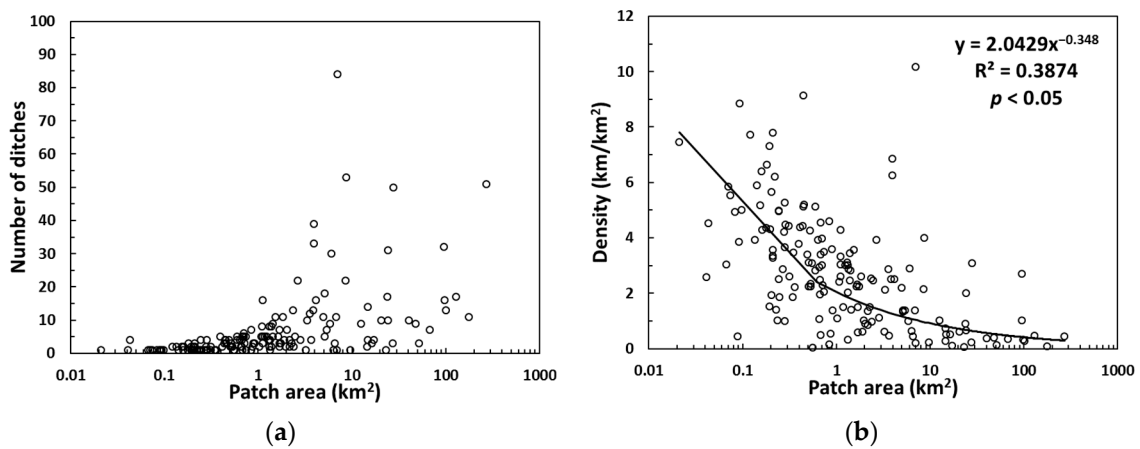 100
90
80
70
60
50
40
30
20
10
0
Number of ditches
0.01 0.1 1 10 100 1000
Patch area (km²)
(a)
12
10
8
6
4
2
0
Density (km/km²)
y = 2.0429x⁻⁰·³⁴⁸
R² = 0.3874
p < 0.05
0.01 0.1 1 10 100 1000
Patch area (km²)
(b)